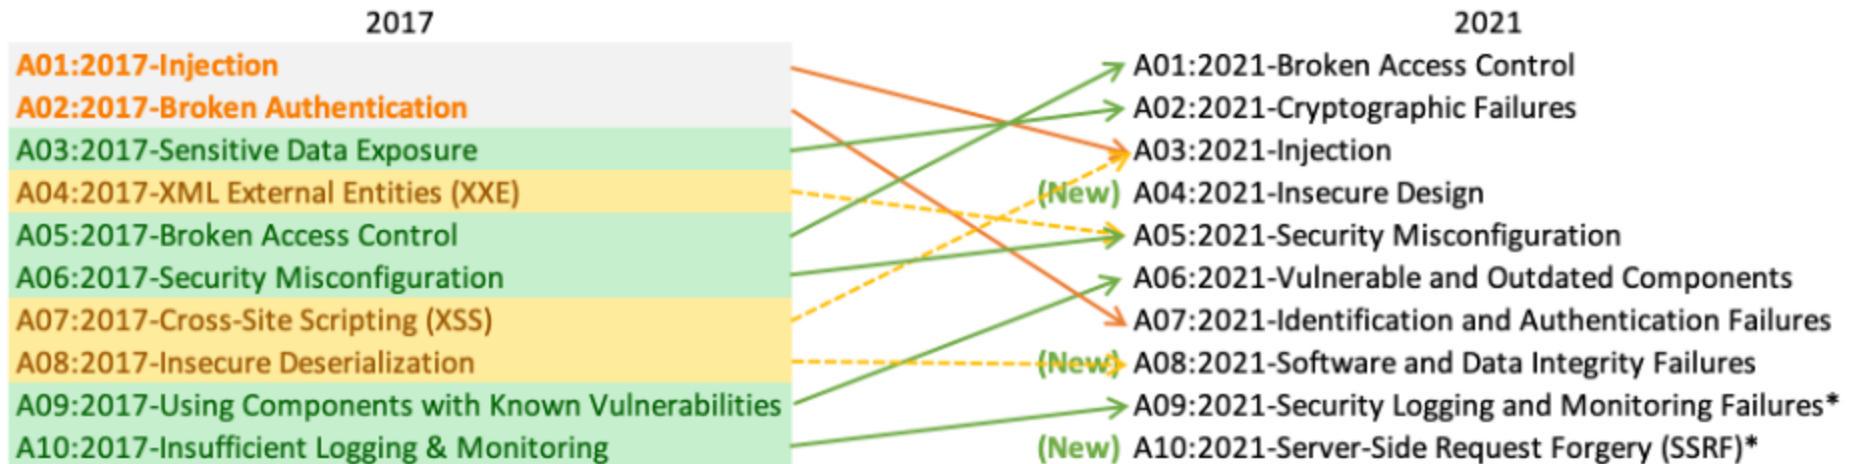 2017 2021
A01:2017-Injection A01:2021-Broken Access Control
A02:2017-Broken Authentication A02:2021-Cryptographic Failures
A03:2017-Sensitive Data Exposure A03:2021-Injection
A04:2017-XML External Entities (XXE) (New) A04:2021-Insecure Design
A05:2017-Broken Access Control A05:2021-Security Misconfiguration
A06:2017-Security Misconfiguration A06:2021-Vulnerable and Outdated Components
A07:2017-Cross-Site Scripting (XSS) A07:2021-Identification and Authentication Failures
A08:2017-Insecure Deserialization (New) A08:2021-Software and Data Integrity Failures
A09:2017-Using Components with Known Vulnerabilities A09:2021-Security Logging and Monitoring Failures*
A10:2017-Insufficient Logging & Monitoring (New) A10:2021-Server-Side Request Forgery (SSRF)*